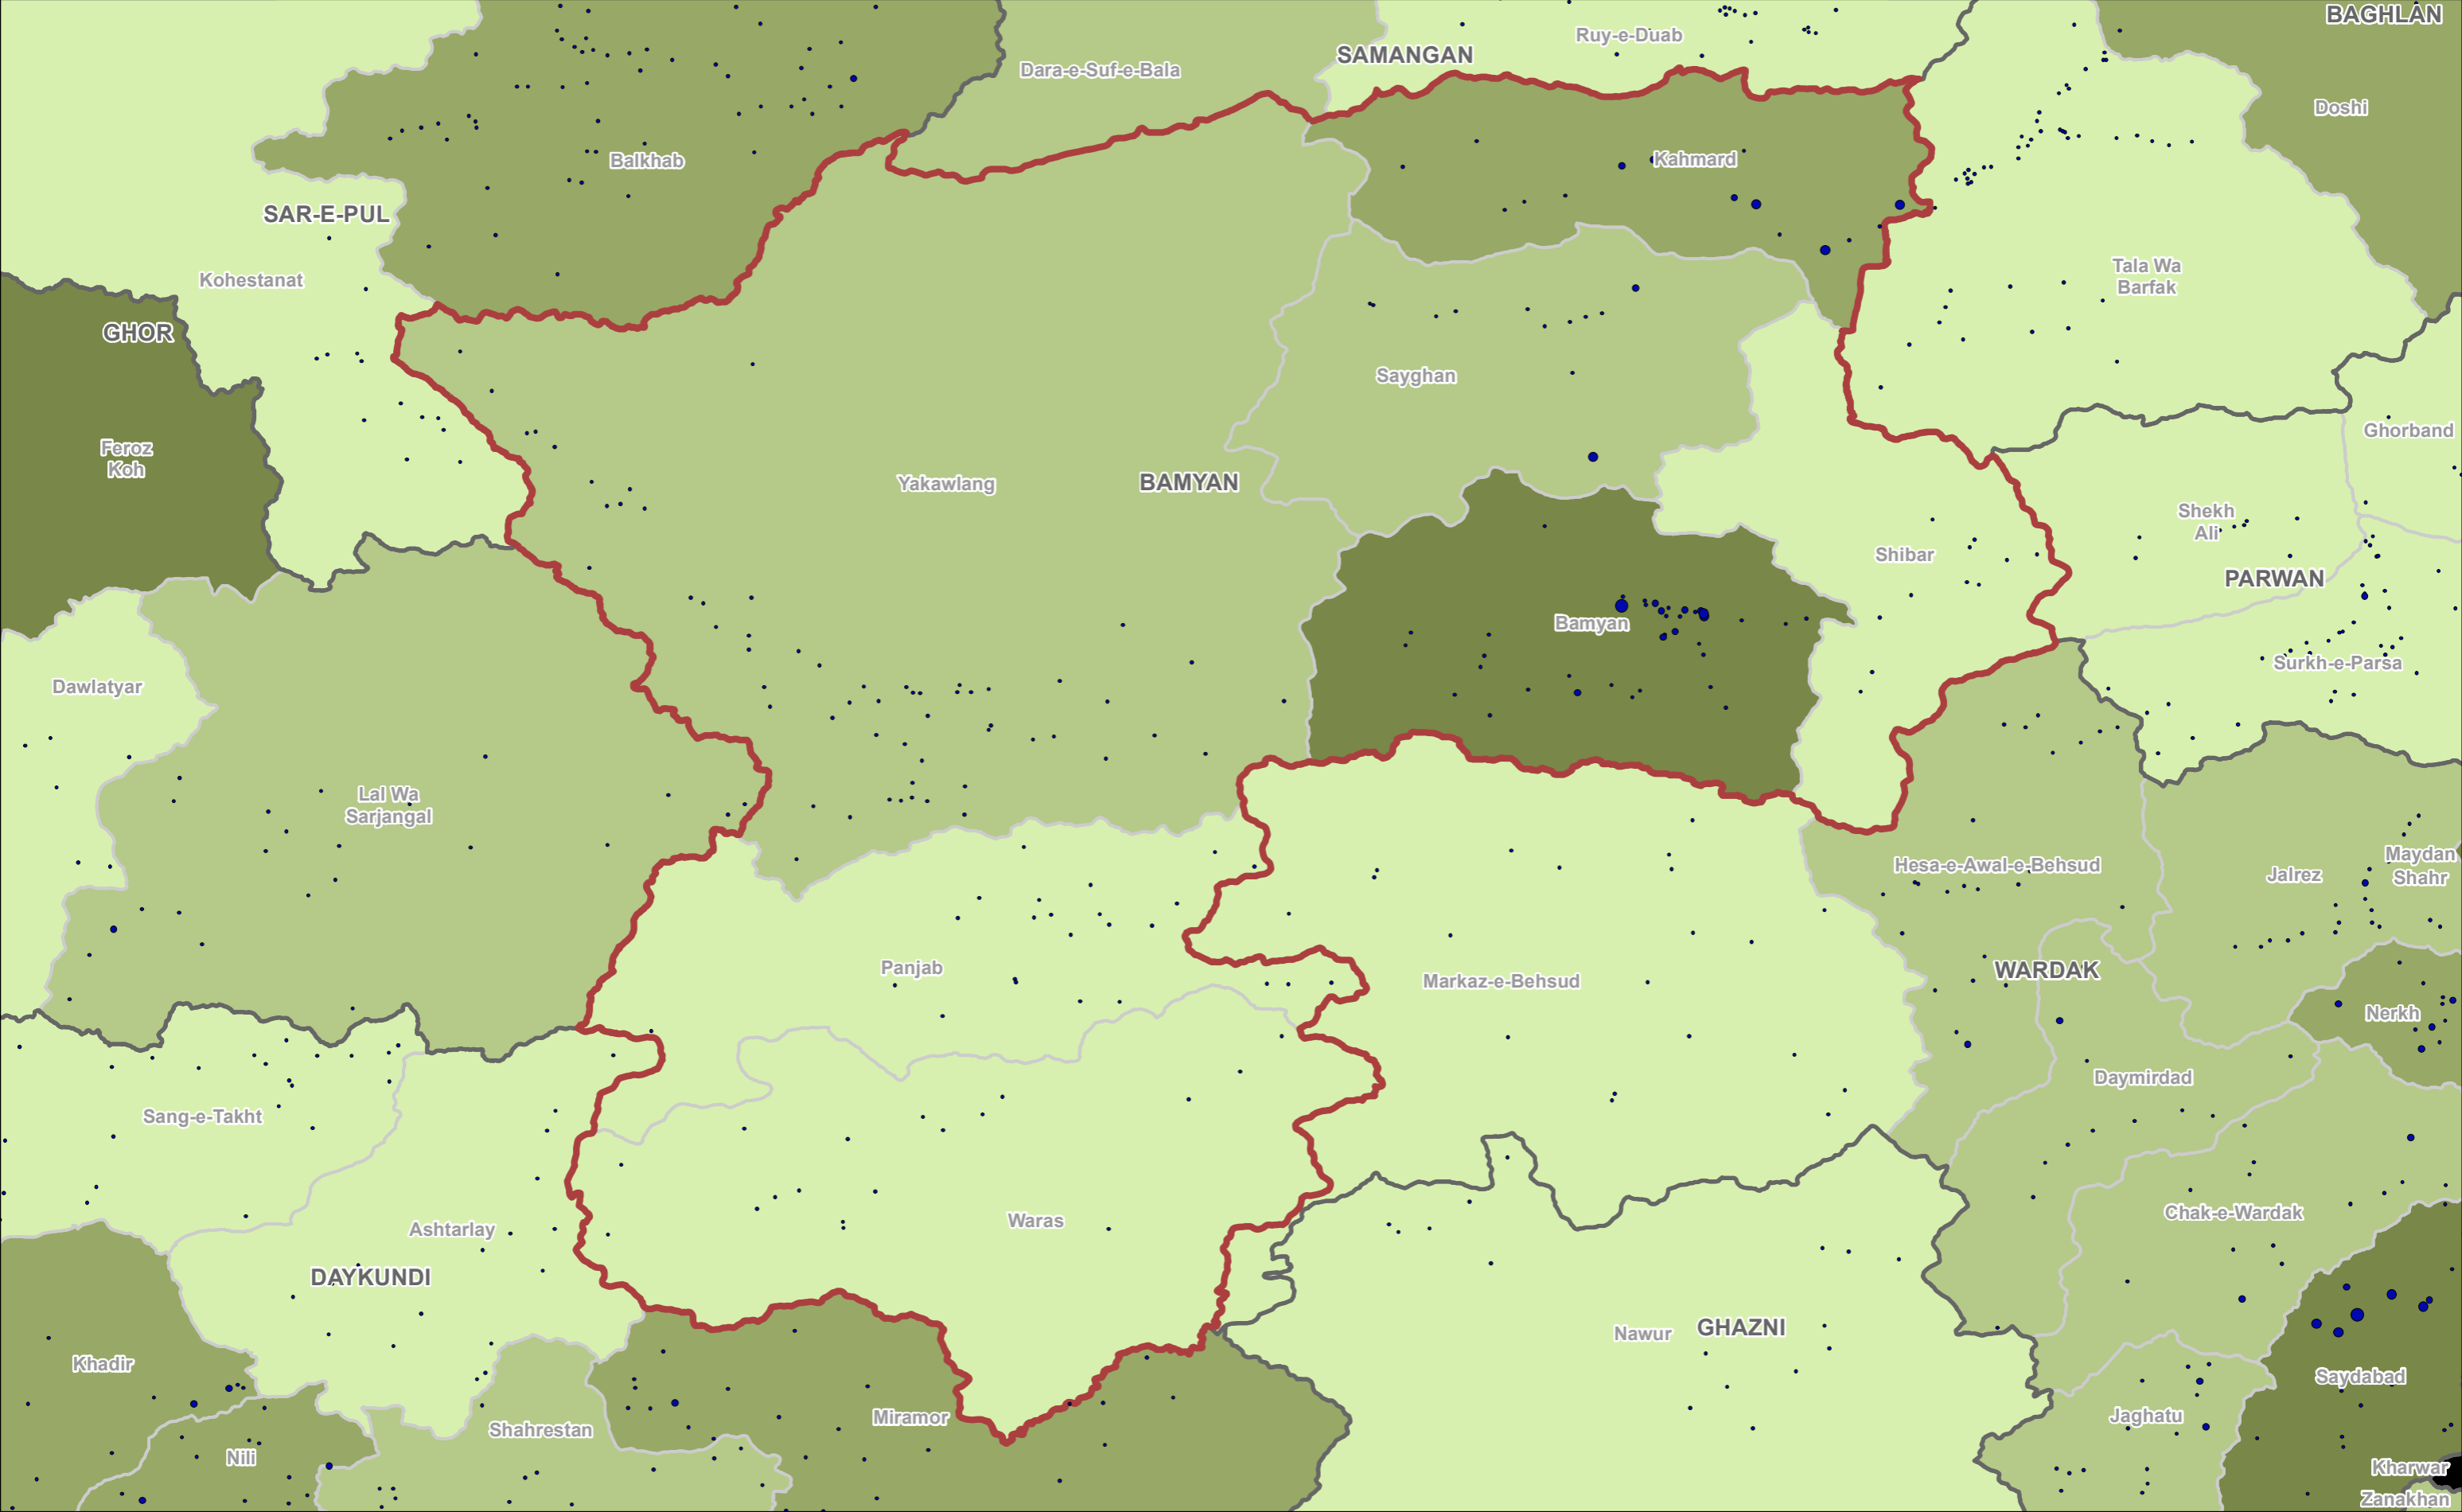 BAGHLAN
Ruy-e-Duab
SAMANGAN
Dara-e-Suf-e-Bala
Doshi
Balkhab
Kahmard
SAR-E-PUL
Kohestanat
Tala Wa
Barfak
GHOR
Sayghan
Ghorband
Feroz
Koh
Yakawlang
BAMYAN
Shekh
Ali
Shibar
PARWAN
Bamyan
Surkh-e-Parsa
Dawlatyar
Lal Wa
Sarjangal
Maydan
Shahr
Hesa-e-Awal-e-Behsud
Jalrez
Panjab
WARDAK
Markaz-e-Behsud
Nerkh
Daymirdad
Sang-e-Takht
Chak-e-Wardak
Waras
Ashtarlay
DAYKUNDI
GHAZNI
Nawur
Khadir
Saydabad
Miramor
Jaghatu
Shahrestan
Nili
Kharwar
Zanakhan